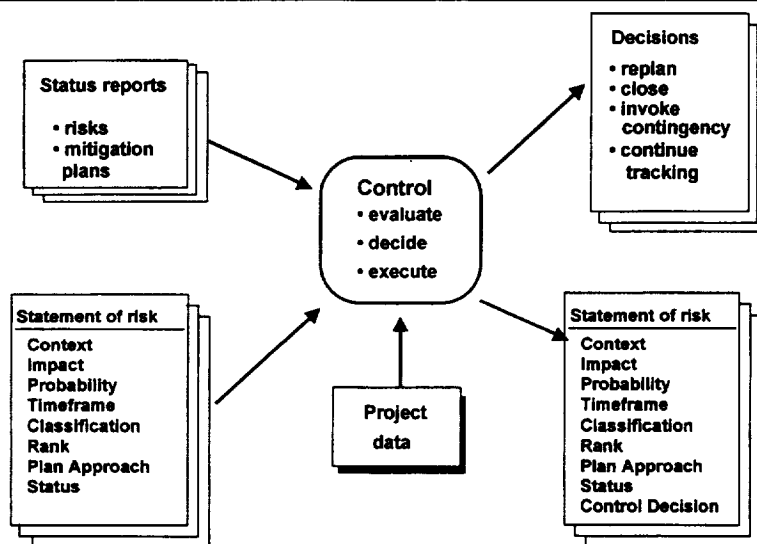 Status reports
• risks
• mitigation
plans
Decisions
• replan
• close
• invoke
contingency
• continue
tracking
Control
• evaluate
• decide
• execute
Statement of risk
Context
Impact
Probability
Timeframe
Classification
Rank
Plan Approach
Status
Project
data
Statement of risk
Context
Impact
Probability
Timeframe
Classification
Rank
Plan Approach
Status
Control Decision